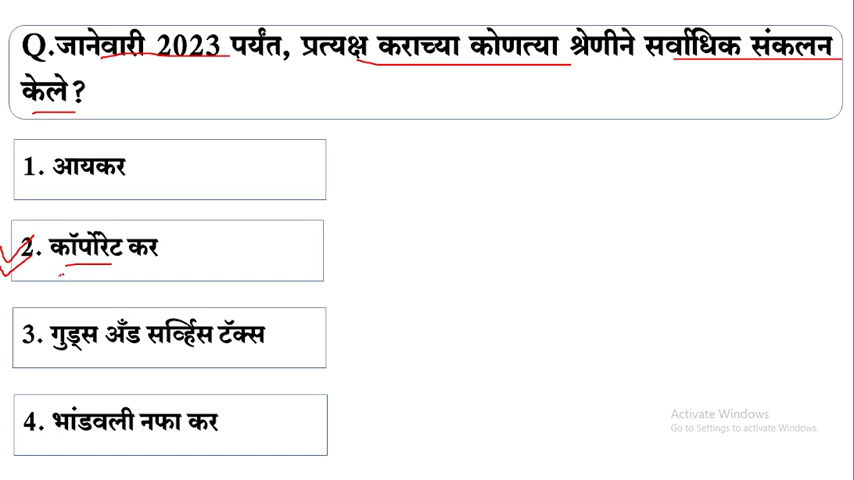 Q.जानेवारी 2023 पर्यंत, प्रत्यक्ष कराच्या कोणत्या श्रेणीने सर्वाधिक संकलन
केले?
1. आयकर
2. कॉर्पोरेट कर
3. गुड्स अँड सर्व्हिस टॅक्स
4. भांडवली नफा कर
Activate Windows
Go to Settings to activate Windows.